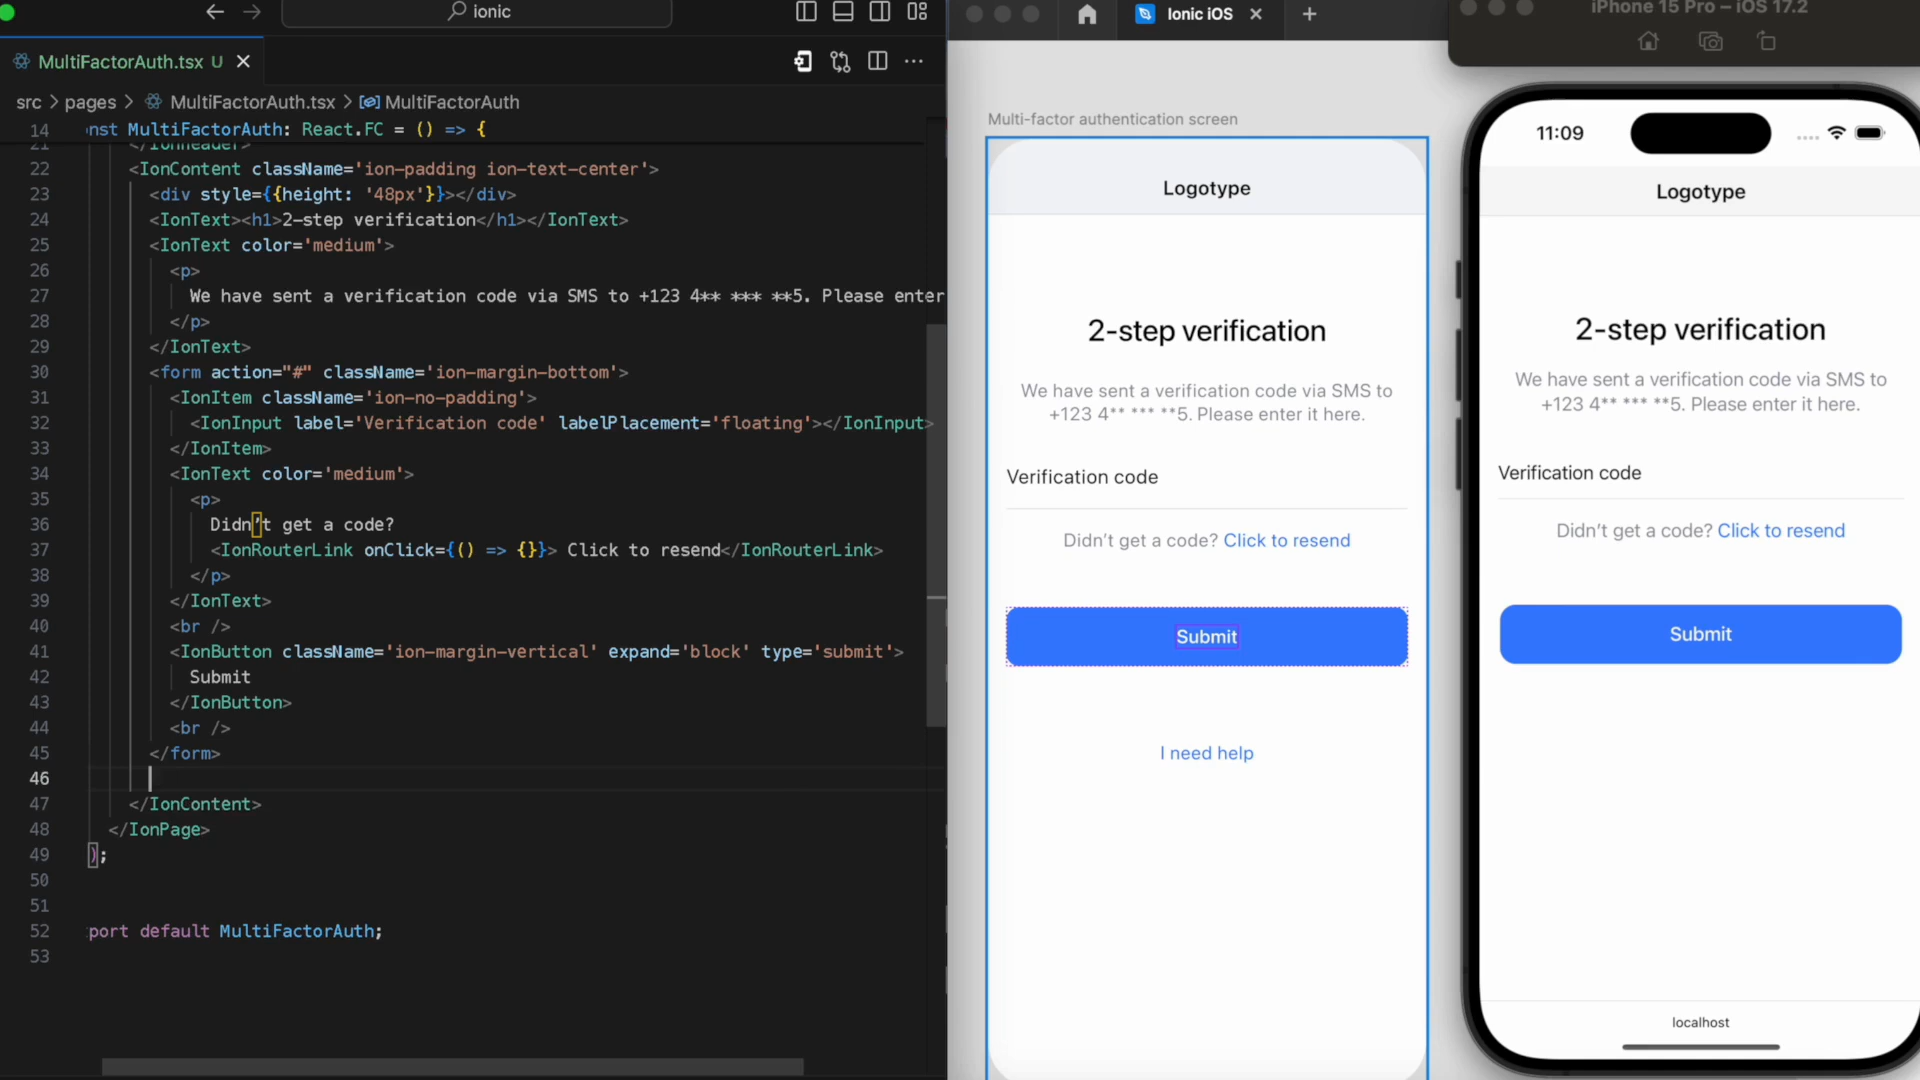 ionic
MultiFactorAuth.tsx U
src > pages > MultiFactorAuth.tsx > MultiFactorAuth
14 nst MultiFactorAuth: React.FC = () => {
21 </IonHeader>
22 <IonContent className='ion-padding ion-text-center'>
23 <div style={{height: '48px'}}></div>
24 <IonText><h1>2-step verification</h1></IonText>
25 <IonText color='medium'>
26 <p>
27 We have sent a verification code via SMS to +123 4** *** **5. Please enter
28 </p>
29 </IonText>
30 <form action="#" className='ion-margin-bottom'>
31 <IonItem className='ion-no-padding'>
32 <IonInput label='Verification code' labelPlacement='floating'></IonInput>
33 </IonItem>
34 <IonText color='medium'>
35 <p>
36 Didn’t get a code?
37 <IonRouterLink onClick={() => {}}> Click to resend</IonRouterLink>
38 </p>
39 </IonText>
40 <br />
41 <IonButton className='ion-margin-vertical' expand='block' type='submit'>
42 Submit
43 </IonButton>
44 <br />
45 </form>
46
47 </IonContent>
48 </IonPage>
49 );
50
51
52 port default MultiFactorAuth;
53
Ionic iOS
Multi-factor authentication screen
Logotype
2-step verification
We have sent a verification code via SMS to
+123 4** *** **5. Please enter it here.
Verification code
Didn’t get a code? Click to resend
Submit
I need help
iPhone 15 Pro – iOS 17.2
11:09
Logotype
2-step verification
We have sent a verification code via SMS to
+123 4** *** **5. Please enter it here.
Verification code
Didn’t get a code? Click to resend
Submit
localhost